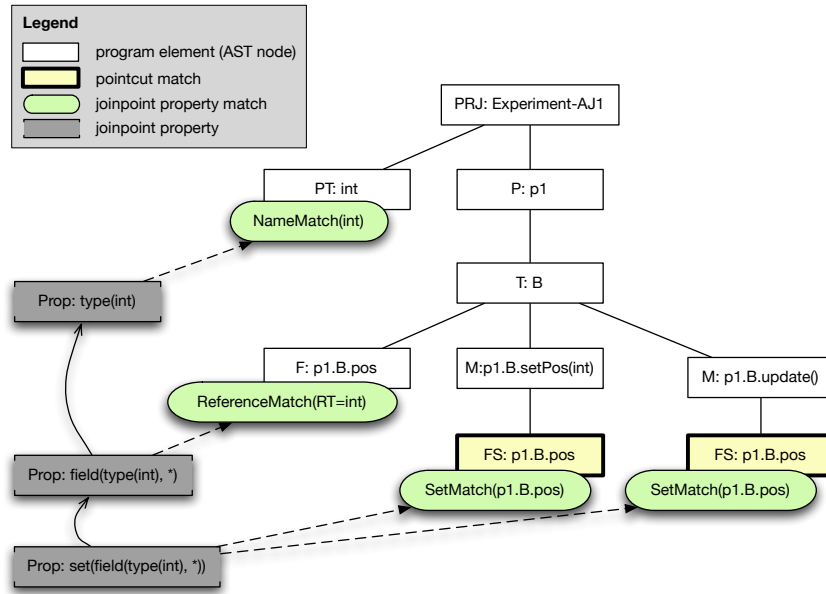 Legend
program element (AST node)
pointcut match
joinpoint property match
joinpoint property
PRJ: Experiment-AJ1
PT: int
P: p1
NameMatch(int)
Prop: type(int)
T: B
F: p1.B.pos
M:p1.B.setPos(int)
M: p1.B.update()
ReferenceMatch(RT=int)
Prop: field(type(int), *)
FS: p1.B.pos
FS: p1.B.pos
SetMatch(p1.B.pos)
SetMatch(p1.B.pos)
Prop: set(field(type(int), *))